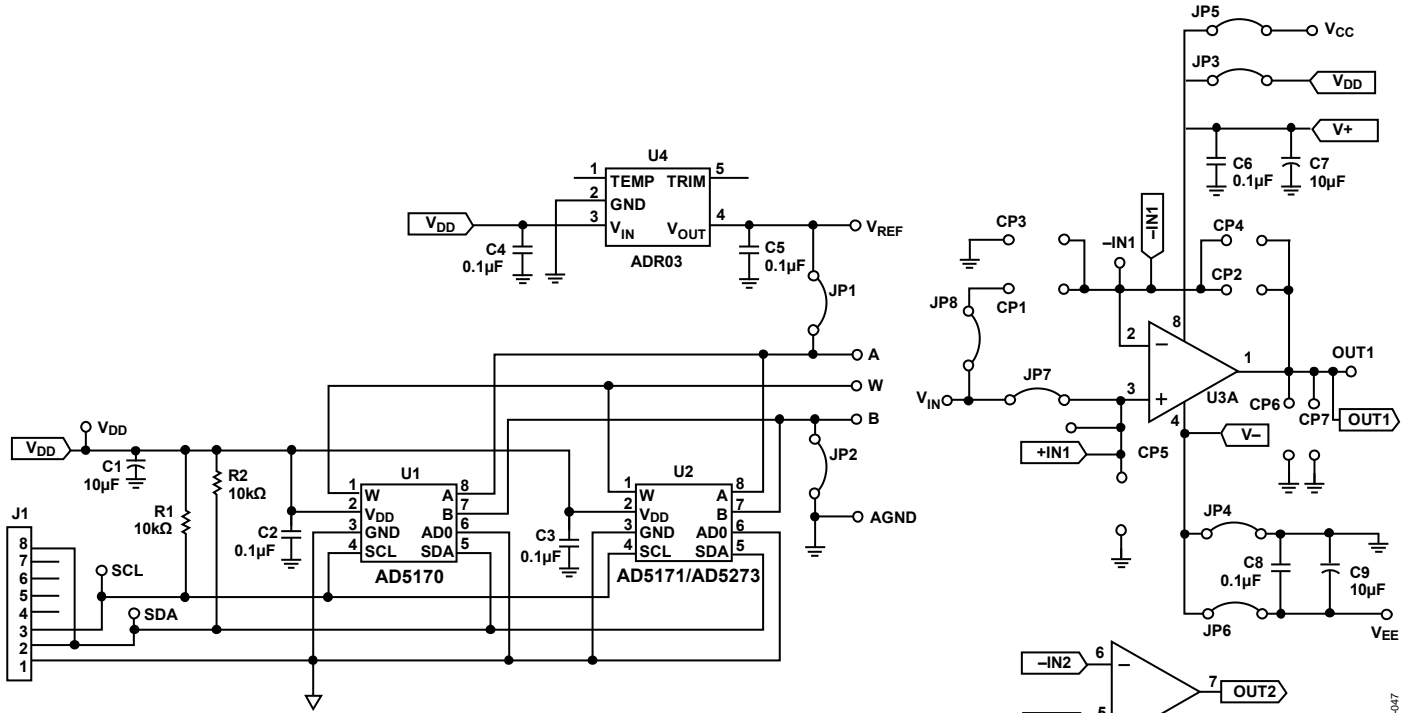 JP5
VCC
JP3
VDD
V+
C6
0.1µF
C7
10µF
U4
1
TEMP
TRIM
5
2
GND
3
VIN
VOUT
4
ADR03
VDD
C4
0.1µF
C5
0.1µF
VREF
JP1
A
W
B
JP2
AGND
VDD
VDD
C1
10µF
R1
10kΩ
R2
10kΩ
C2
0.1µF
U1
1
W
A
8
2
VDD
B
7
3
GND
AD0
6
4
SCL
SDA
5
AD5170
C3
0.1µF
U2
1
W
A
8
2
VDD
B
7
3
GND
AD0
6
4
SCL
SDA
5
AD5171/AD5273
J1
8
7
6
5
4
3
2
1
SCL
SDA
CP3
–IN1
–IN1
CP4
CP2
JP8
CP1
2
–
8
1
OUT1
VIN
JP7
3
+
U3A
4
CP6
CP7
OUT1
V–
+IN1
CP5
JP4
C8
0.1µF
C9
10µF
JP6
VEE
–IN2
6
–
7
OUT2
5
-047